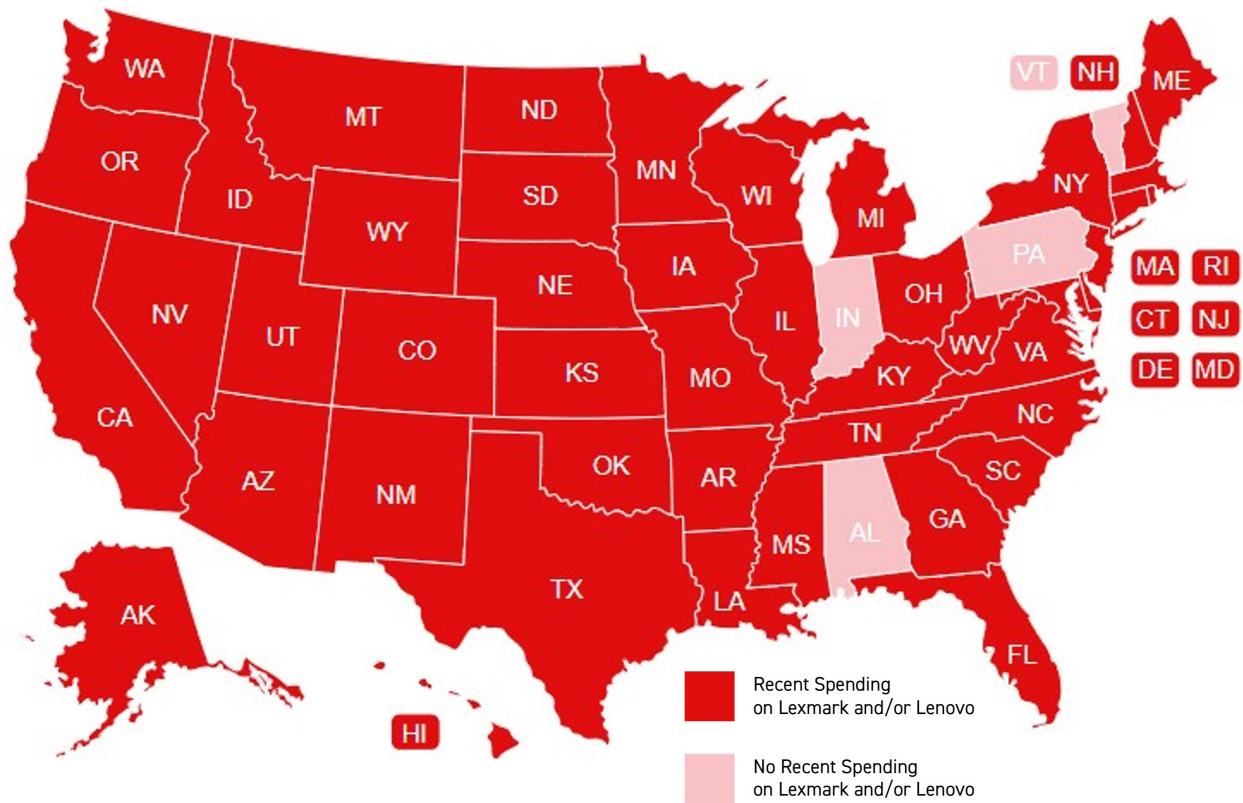 WA
MT
ND
MN
VT NH
ME
OR
ID
SD
WI
MI
NY
WY
IA
NE
PA
MA RI
NV
UT
CO
IL
IN
OH
CT NJ
KS
MO
KY
WV
VA
DE MD
CA
AZ
NM
OK
AR
TN
NC
SC
MS
AL
GA
TX
LA
AK
FL
HI
Recent Spending
on Lexmark and/or Lenovo
No Recent Spending
on Lexmark and/or Lenovo